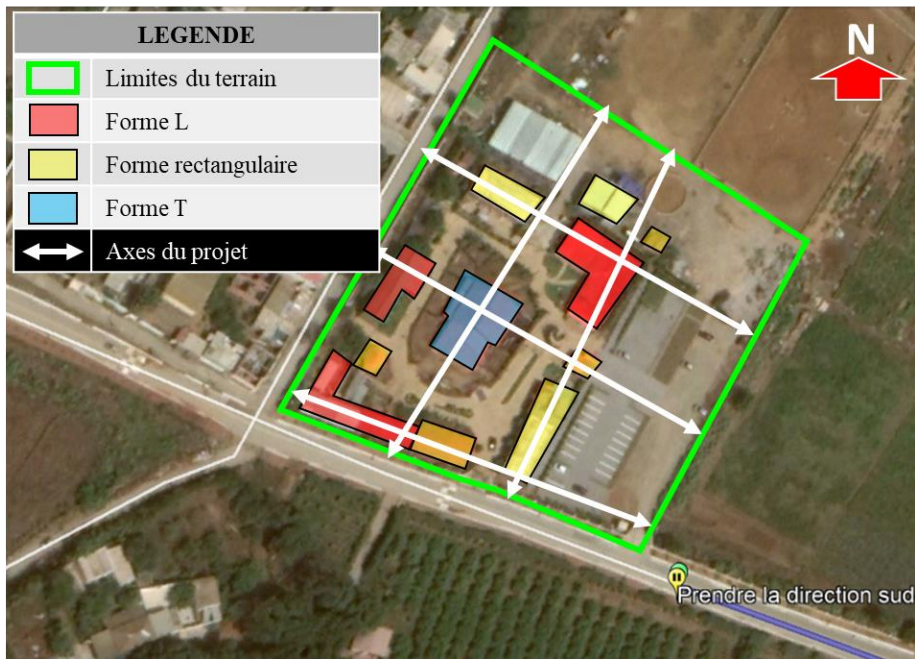 LEGENDE
Limites du terrain
Forme L
Forme rectangulaire
Forme T
Axes du projet
N
Prendre la direction sud